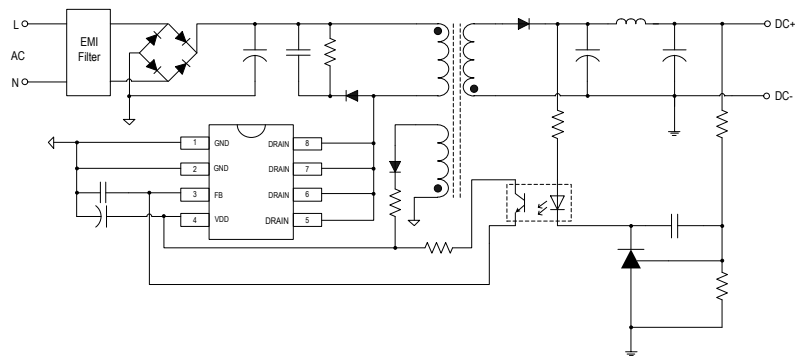 L
EMI
Filter
AC
N
DC+
DC-
1 GND DRAIN 8
2 GND DRAIN 7
3 FB DRAIN 6
4 VDD DRAIN 5